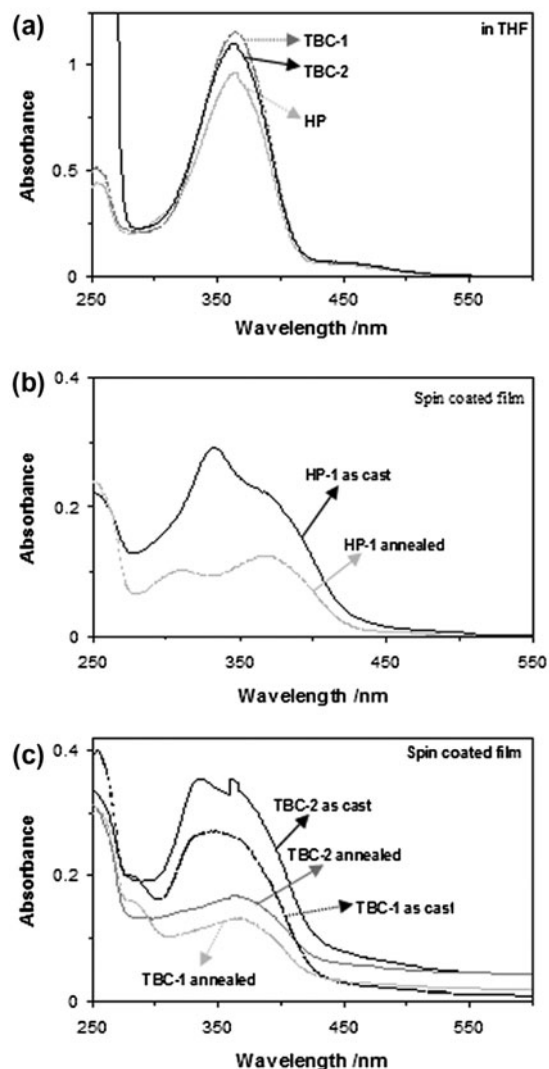 (a)
in THF
TBC-1
TBC-2
HP
1
0.5
0
Absorbance
250 350 450 550
Wavelength /nm
(b)
Spin coated film
HP-1 as cast
HP-1 annealed
0.4
0.2
0
Absorbance
250 350 450 550
Wavelength /nm
(c)
Spin coated film
TBC-2 as cast
TBC-2 annealed
TBC-1 as cast
TBC-1 annealed
0.4
0.2
0
Absorbance
250 350 450 550
Wavelength /nm